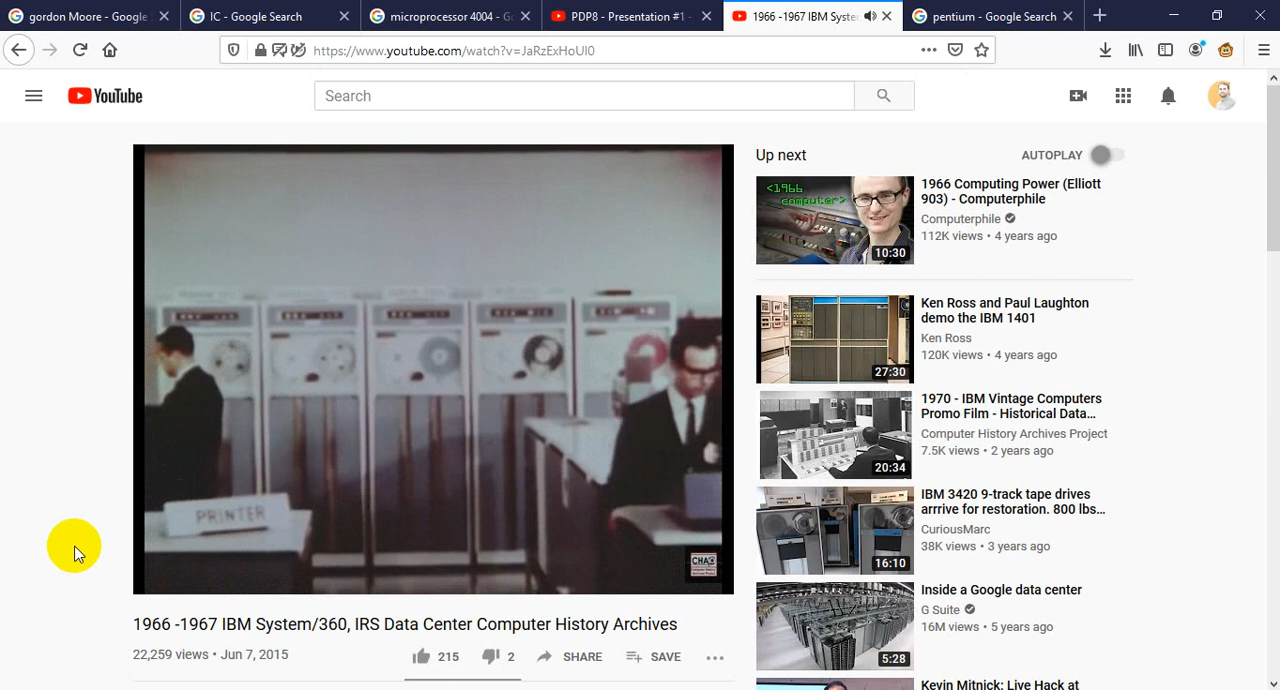 gordon Moore - Google
IC - Google Search
microprocessor 4004 - Go
PDP8 - Presentation #1 -
1966 -1967 IBM Syste
pentium - Google Search
https://www.youtube.com/watch?v=JaRzExHoUI0
YouTube
Search
PRINTER
CHAP
1966 -1967 IBM System/360, IRS Data Center Computer History Archives
22,259 views • Jun 7, 2015
215
2
SHARE
SAVE
Up next
AUTOPLAY
<1966
computer>
10:30
1966 Computing Power (Elliott
903) - Computerphile
Computerphile
112K views • 4 years ago
27:30
Ken Ross and Paul Laughton
demo the IBM 1401
Ken Ross
120K views • 4 years ago
20:34
1970 - IBM Vintage Computers
Promo Film - Historical Data...
Computer History Archives Project
7.5K views • 2 years ago
16:10
IBM 3420 9-track tape drives
arrrive for restoration. 800 lbs...
CuriousMarc
38K views • 3 years ago
5:28
Inside a Google data center
G Suite
16M views • 5 years ago
Kevin Mitnick: Live Hack at